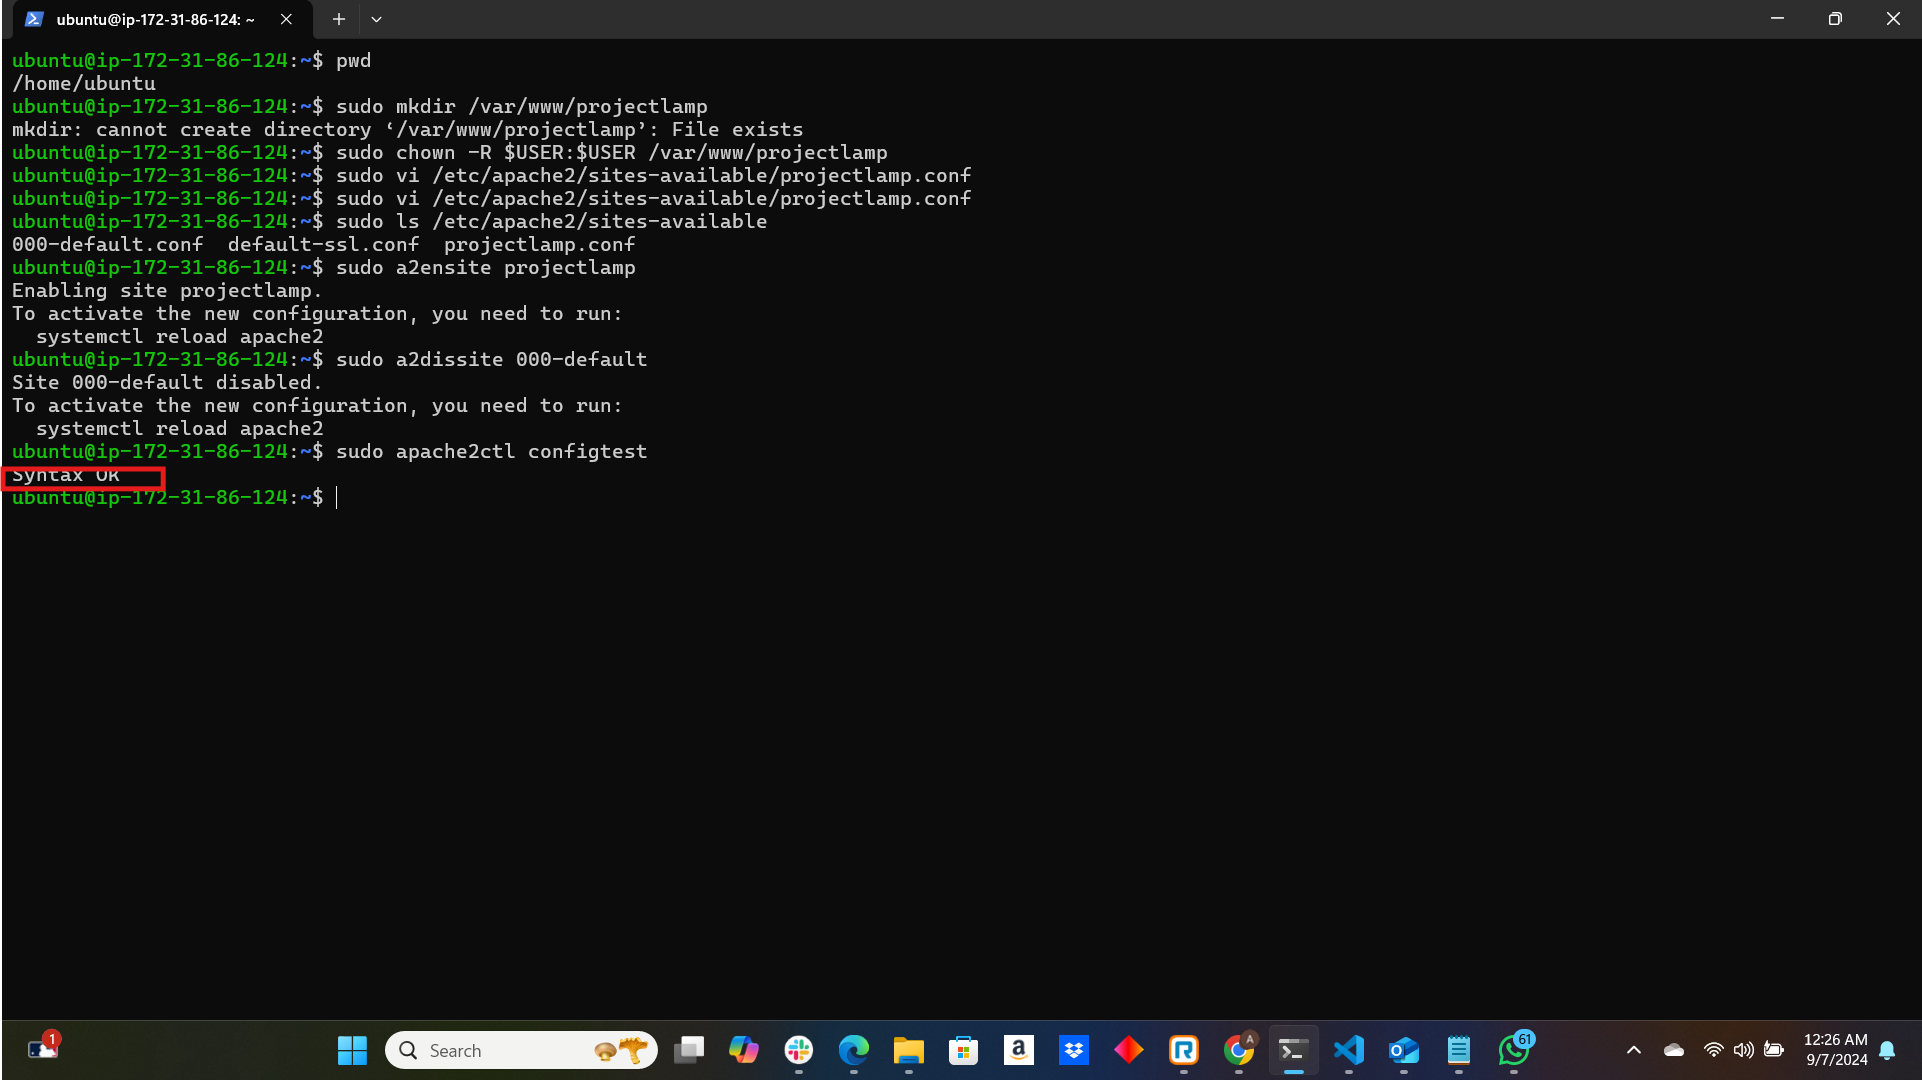 ubuntu@ip-172-31-86-124: ~
ubuntu@ip-172-31-86-124:~$ pwd
/home/ubuntu
ubuntu@ip-172-31-86-124:~$ sudo mkdir /var/www/projectlamp
mkdir: cannot create directory ‘/var/www/projectlamp’: File exists
ubuntu@ip-172-31-86-124:~$ sudo chown -R $USER:$USER /var/www/projectlamp
ubuntu@ip-172-31-86-124:~$ sudo vi /etc/apache2/sites-available/projectlamp.conf
ubuntu@ip-172-31-86-124:~$ sudo vi /etc/apache2/sites-available/projectlamp.conf
ubuntu@ip-172-31-86-124:~$ sudo ls /etc/apache2/sites-available
000-default.conf  default-ssl.conf  projectlamp.conf
ubuntu@ip-172-31-86-124:~$ sudo a2ensite projectlamp
Enabling site projectlamp.
To activate the new configuration, you need to run:
  systemctl reload apache2
ubuntu@ip-172-31-86-124:~$ sudo a2dissite 000-default
Site 000-default disabled.
To activate the new configuration, you need to run:
  systemctl reload apache2
ubuntu@ip-172-31-86-124:~$ sudo apache2ctl configtest
Syntax OK
ubuntu@ip-172-31-86-124:~$
1
Search
a
R
A
O
61
12:26 AM
9/7/2024